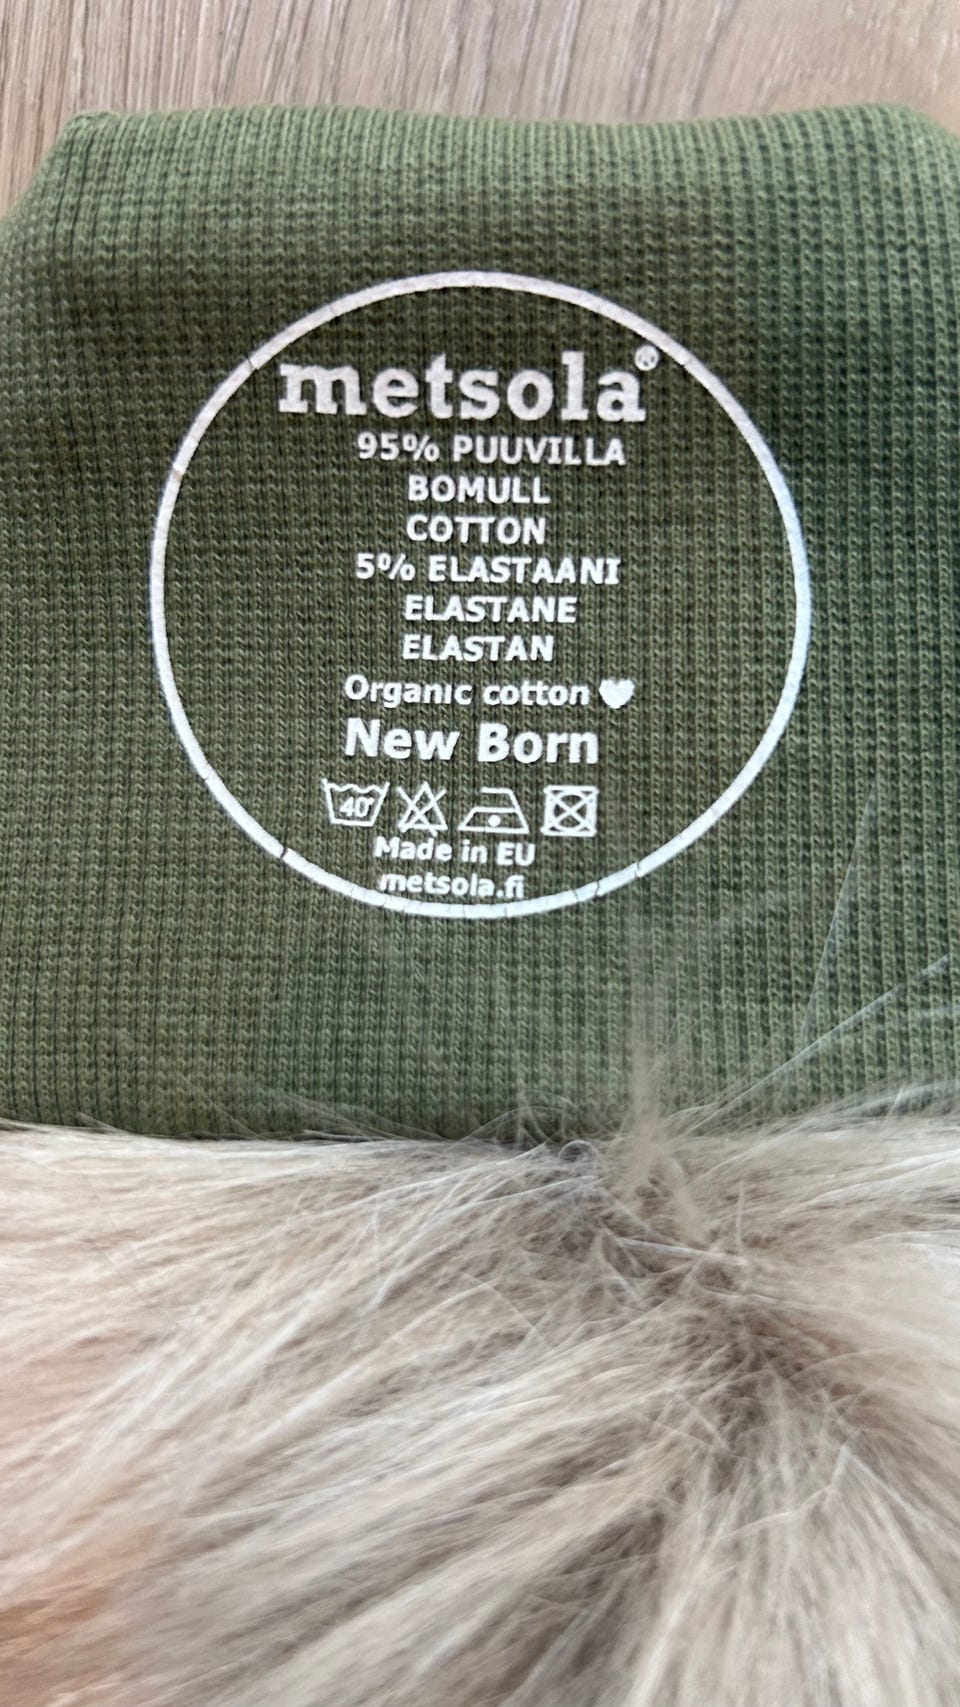 metsola®
95% PUUVILLA
BOMULL
COTTON
5% ELASTAANI
ELASTANE
ELASTAN
Organic cotton ♥
New Born
40°
Made in EU
metsola.fi